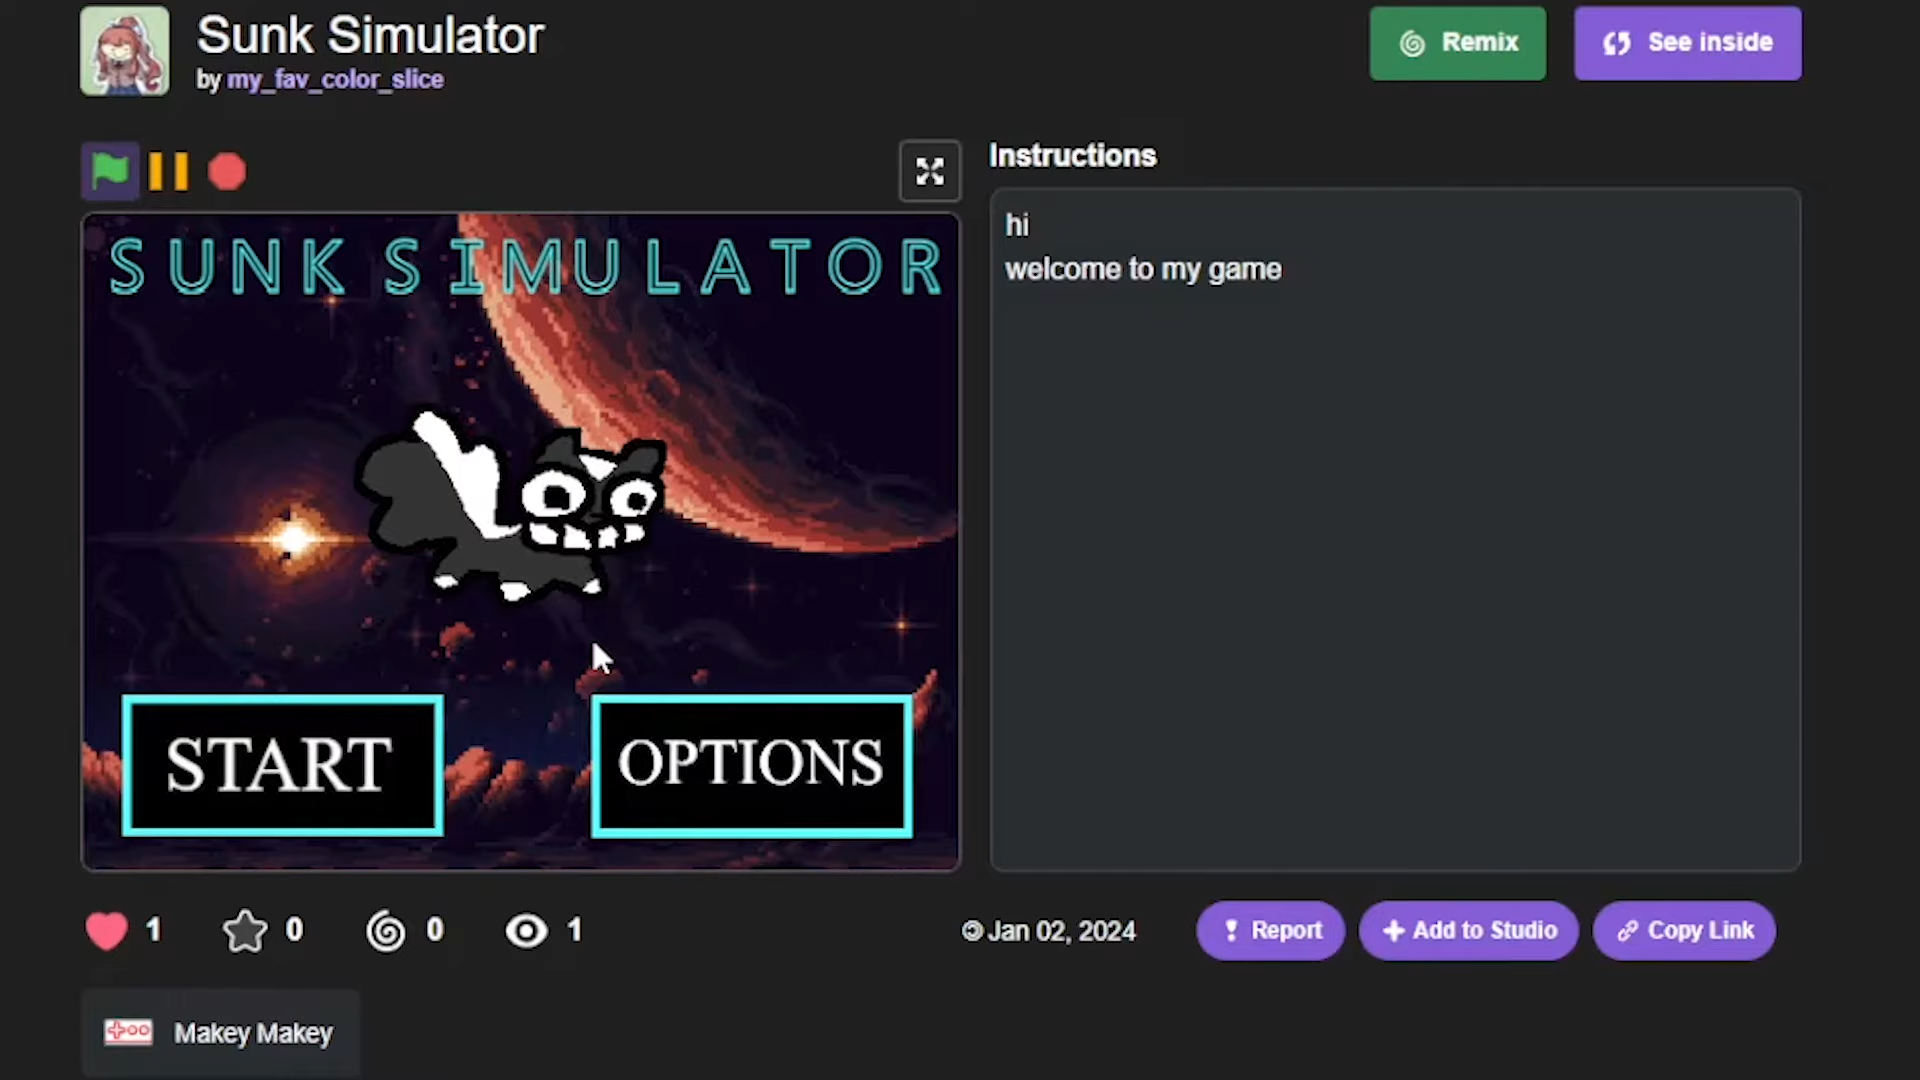 Sunk Simulator
by my_fav_color_slice
Remix
See inside
Instructions
hi
welcome to my game
SUNK SIMULATOR
START
OPTIONS
1
0
0
1
Jan 02, 2024
Report
Add to Studio
Copy Link
Makey Makey